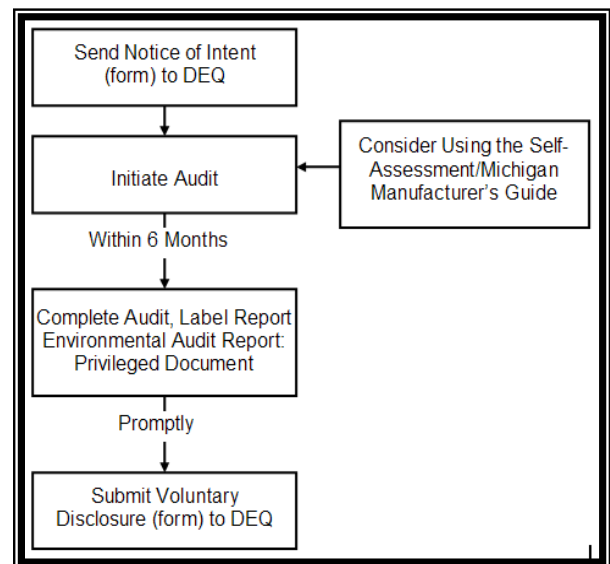 Send Notice of Intent
(form) to DEQ
Initiate Audit
Consider Using the Self-
Assessment/Michigan
Manufacturer's Guide
Within 6 Months
Complete Audit, Label Report
Environmental Audit Report:
Privileged Document
Promptly
Submit Voluntary
Disclosure (form) to DEQ